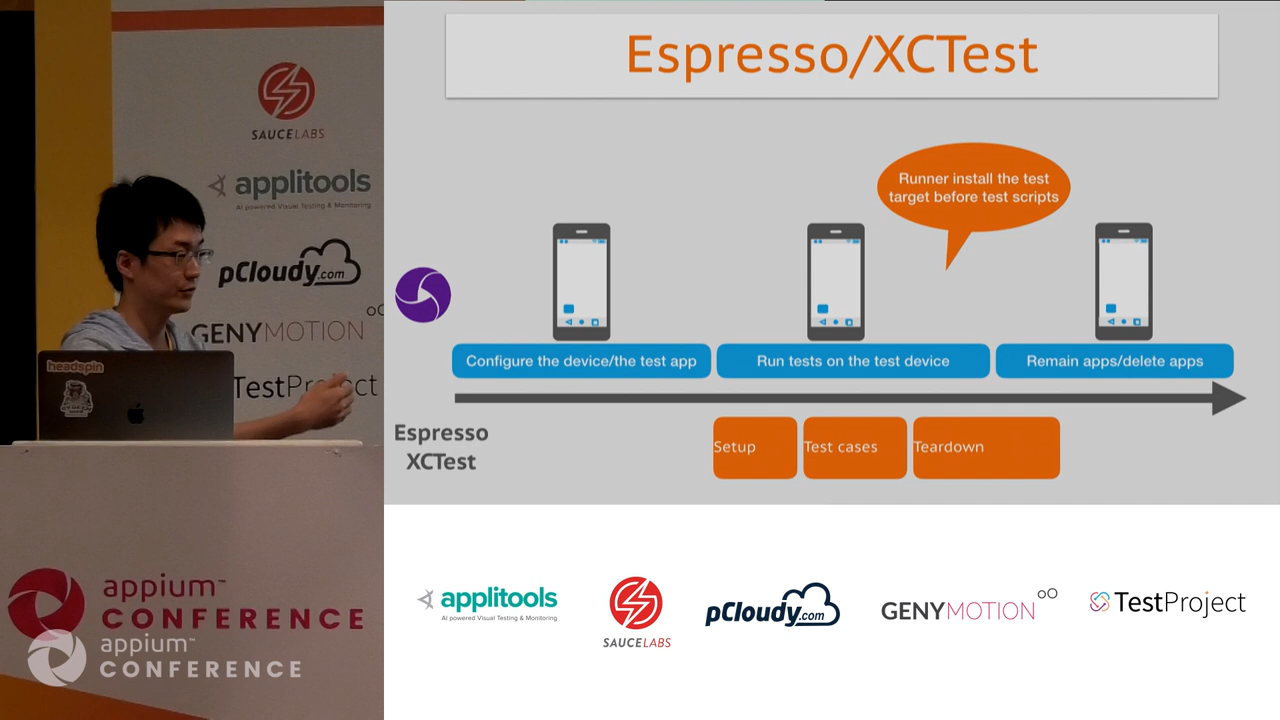 Espresso/XCTest
Runner install the test
target before test scripts
Configure the device/the test app
Run tests on the test device
Remain apps/delete apps
Espresso
XCTest
Setup
Test cases
Teardown
SAUCELABS
applitools
AI powered Visual Testing & Monitoring
pCloudy.com
GENYMOTION
TestProject
headspin
appium™
CONFERENCE
appium™
CONFERENCE
applitools
AI powered Visual Testing & Monitoring
SAUCELABS
pCloudy.com
GENYMOTION
TestProject